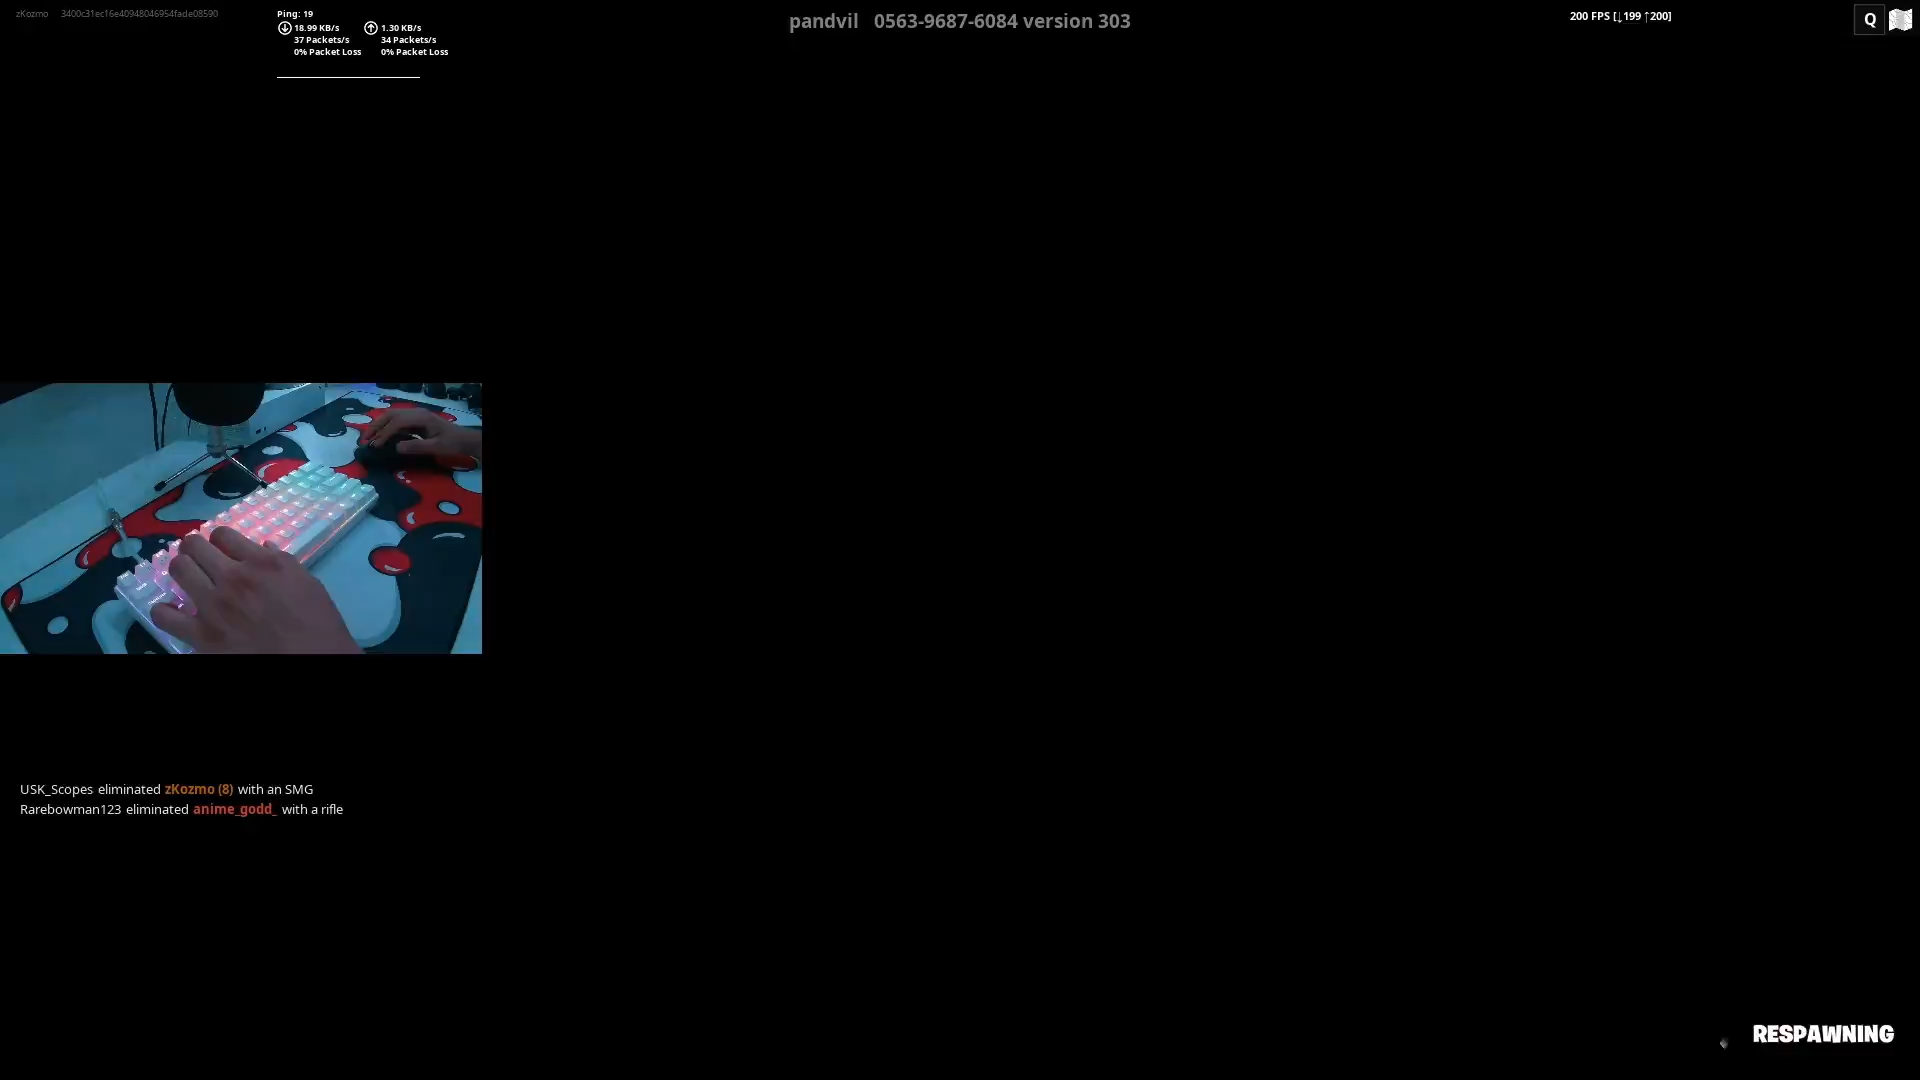 zKozmo 3400c31ec16e40948046954fade08590
Ping: 19
18.99 KB/s 1.30 KB/s
37 Packets/s 34 Packets/s
0% Packet Loss 0% Packet Loss
pandvil 0563-9687-6084 version 303
200 FPS [↓199 ↑200]
Q
USK_Scopes eliminated zKozmo (8) with an SMG
Rarebowman123 eliminated anime_godd_ with a rifle
RESPAWNING